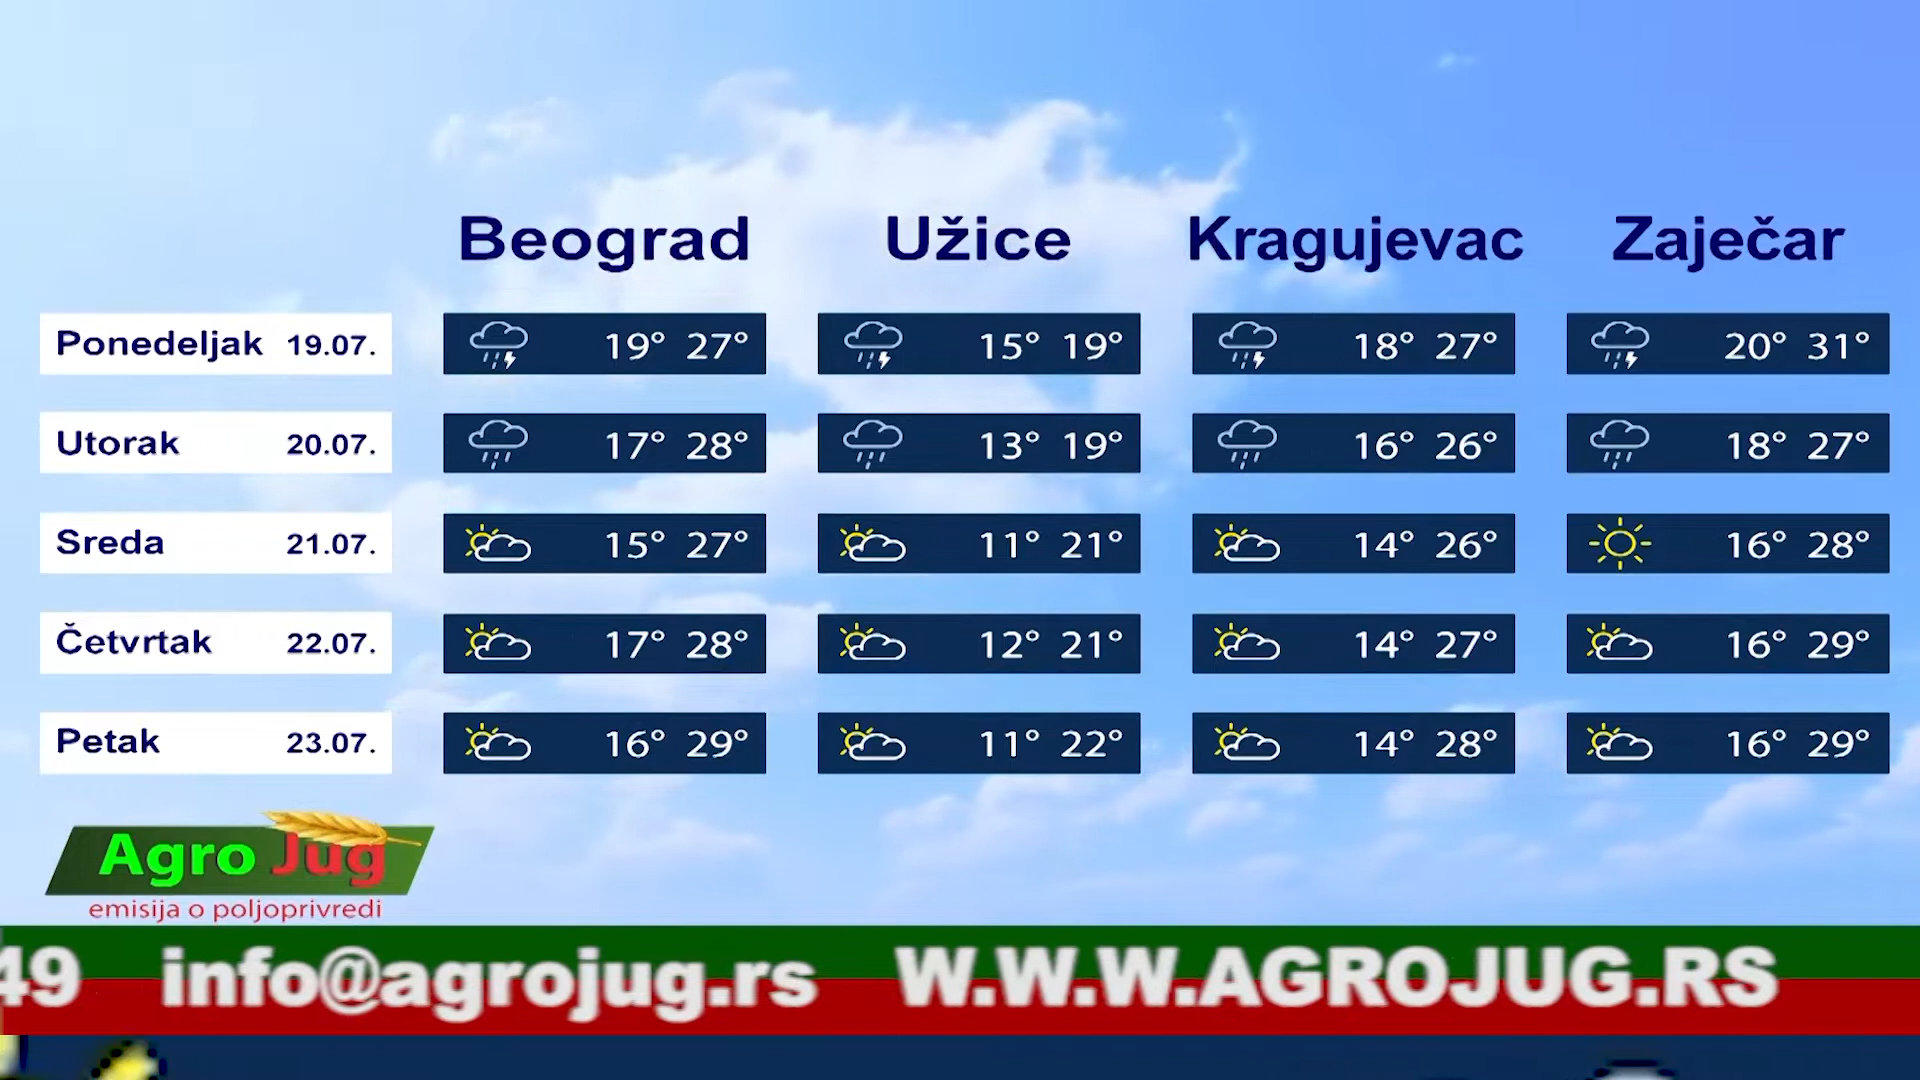 Beograd Užice Kragujevac Zaječar
Ponedeljak 19.07. 19° 27° 15° 19° 18° 27° 20° 31°
Utorak 20.07. 17° 28° 13° 19° 16° 26° 18° 27°
Sreda 21.07. 15° 27° 11° 21° 14° 26° 16° 28°
Četvrtak 22.07. 17° 28° 12° 21° 14° 27° 16° 29°
Petak 23.07. 16° 29° 11° 22° 14° 28° 16° 29°
Agro Jug
emisija o poljoprivredi
49 info@agrojug.rs W.W.W.AGROJUG.RS